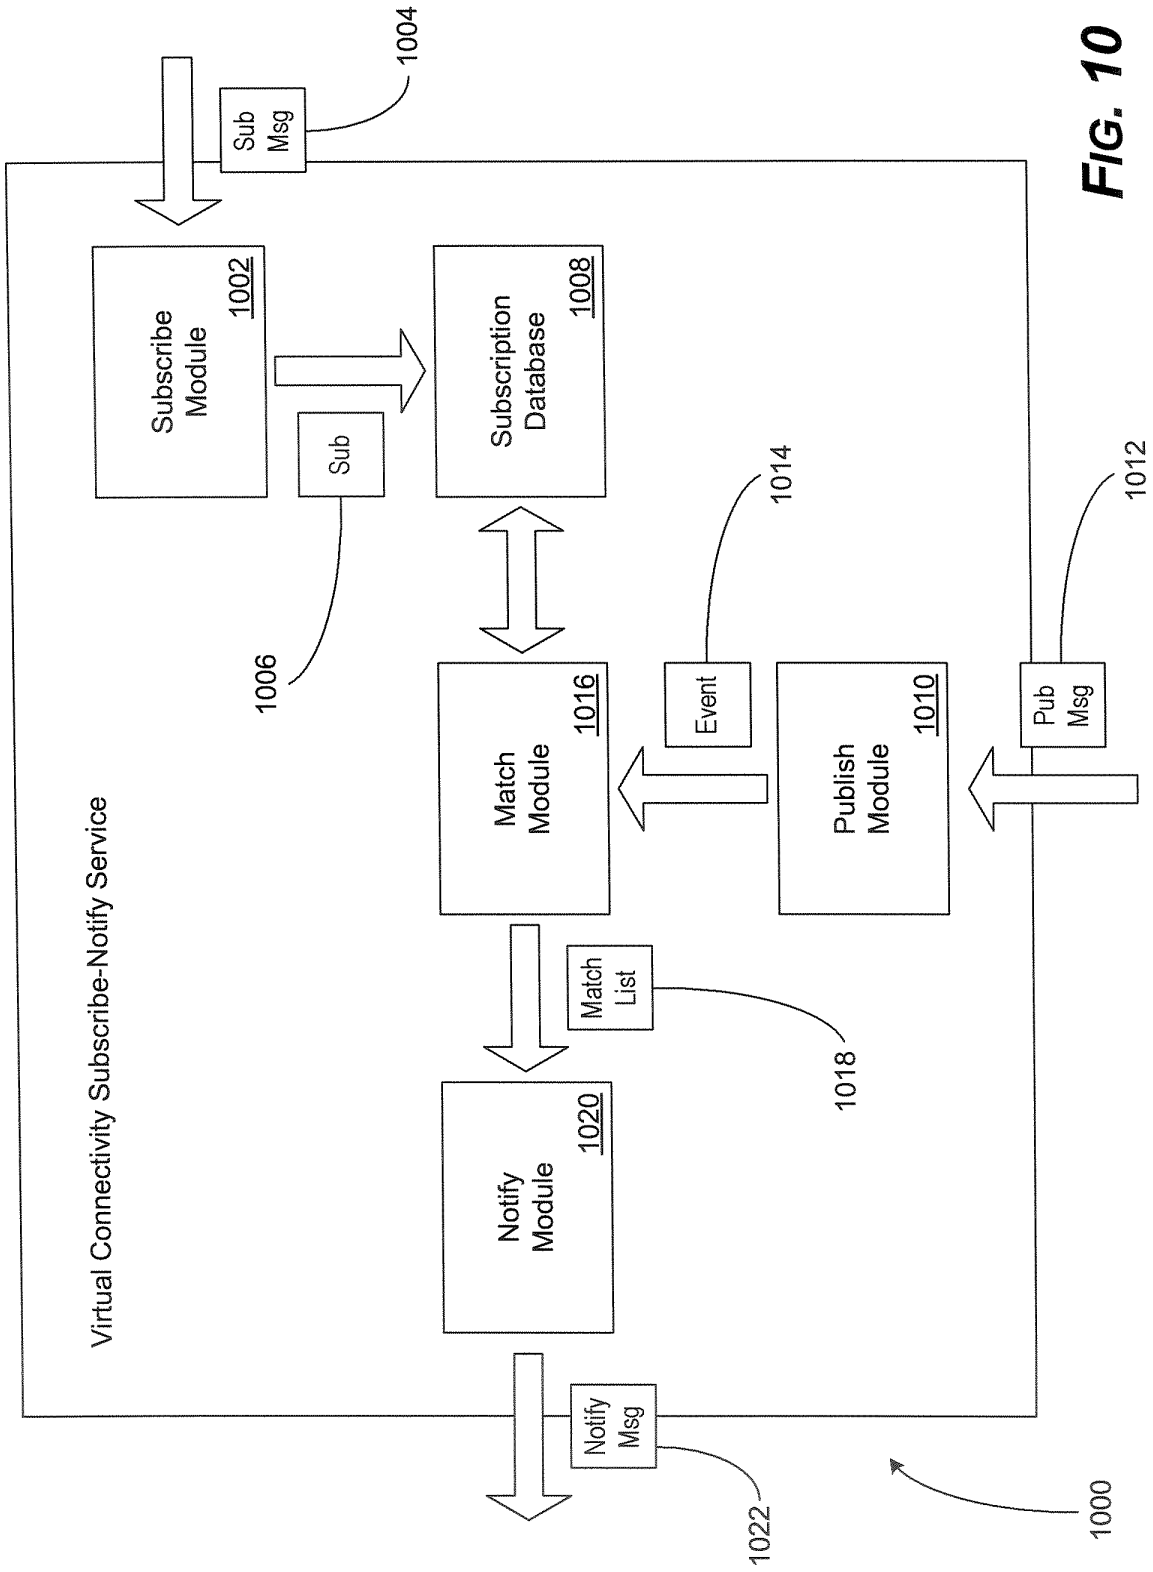 Virtual Connectivity Subscribe-Notify Service
Sub
Msg
1004
Subscribe
Module
1002
Sub
1006
Subscription
Database
1008
Match
Module
1016
Event
1014
Publish
Module
1010
Pub
Msg
1012
Match
List
1018
Notify
Module
1020
Notify
Msg
1022
1000
FIG. 10